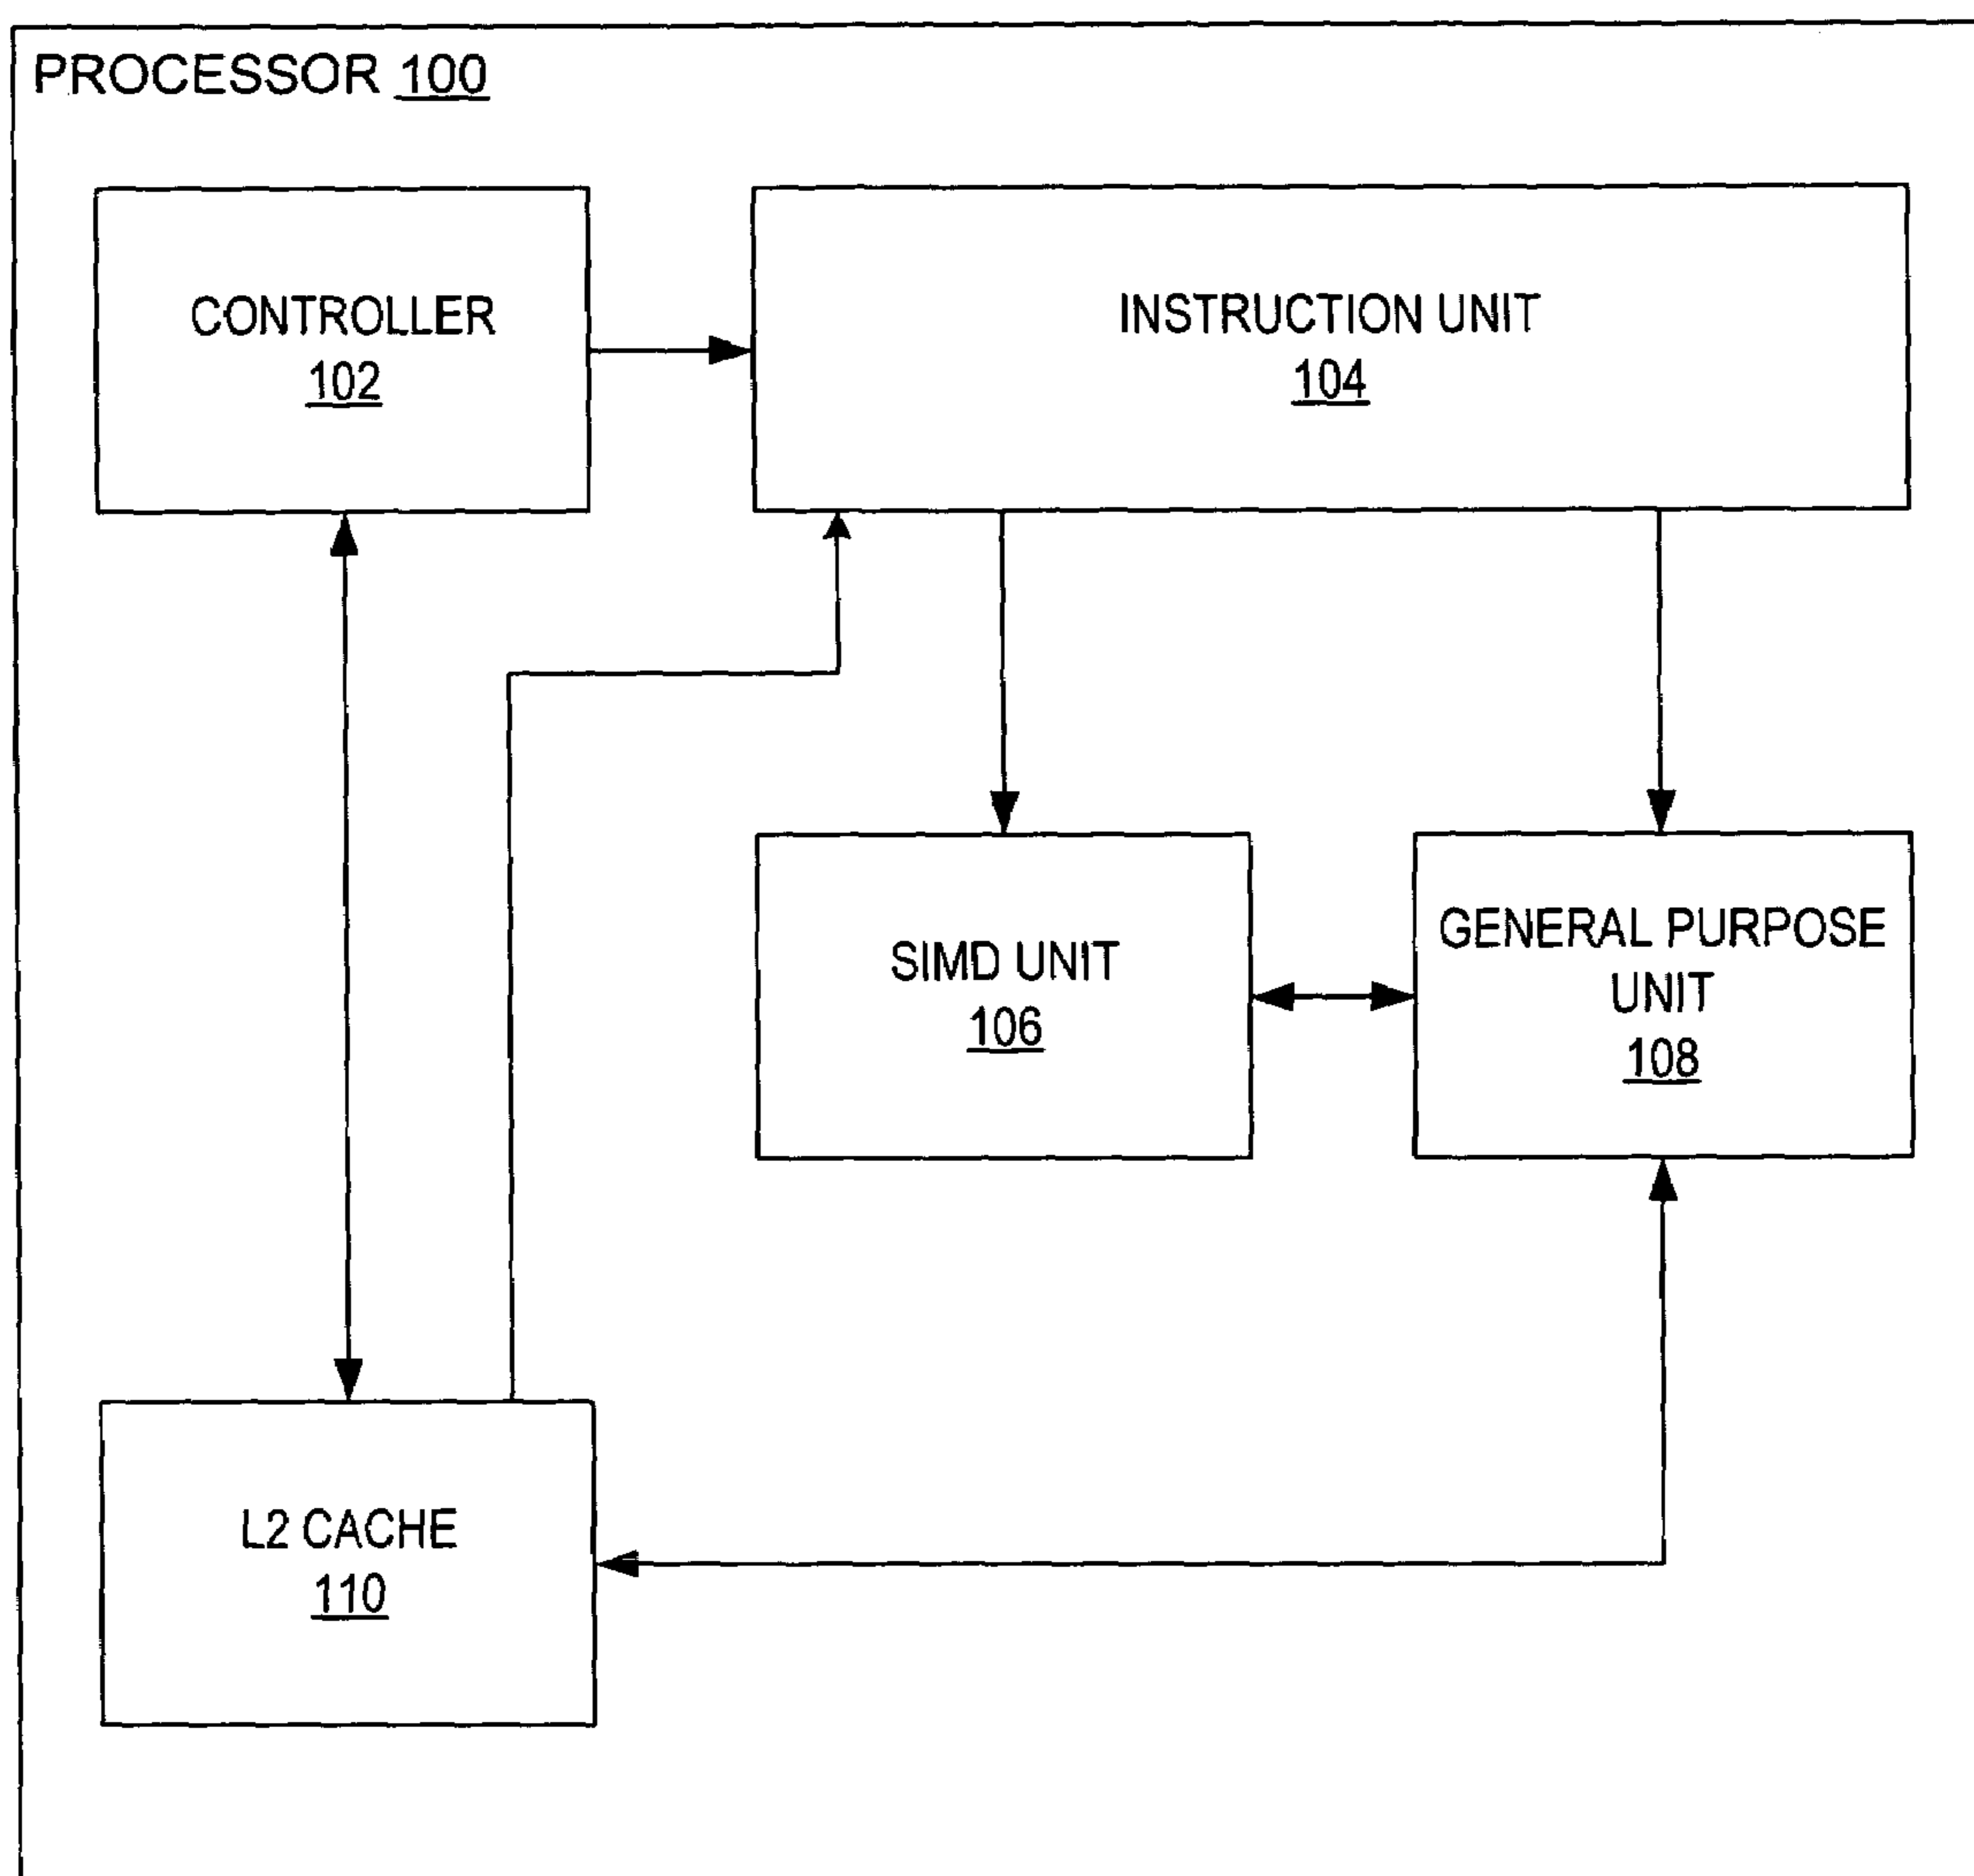 PROCESSOR 100
CONTROLLER
102
INSTRUCTION UNIT
104
SIMD UNIT
106
GENERAL PURPOSE
UNIT
108
L2 CACHE
110